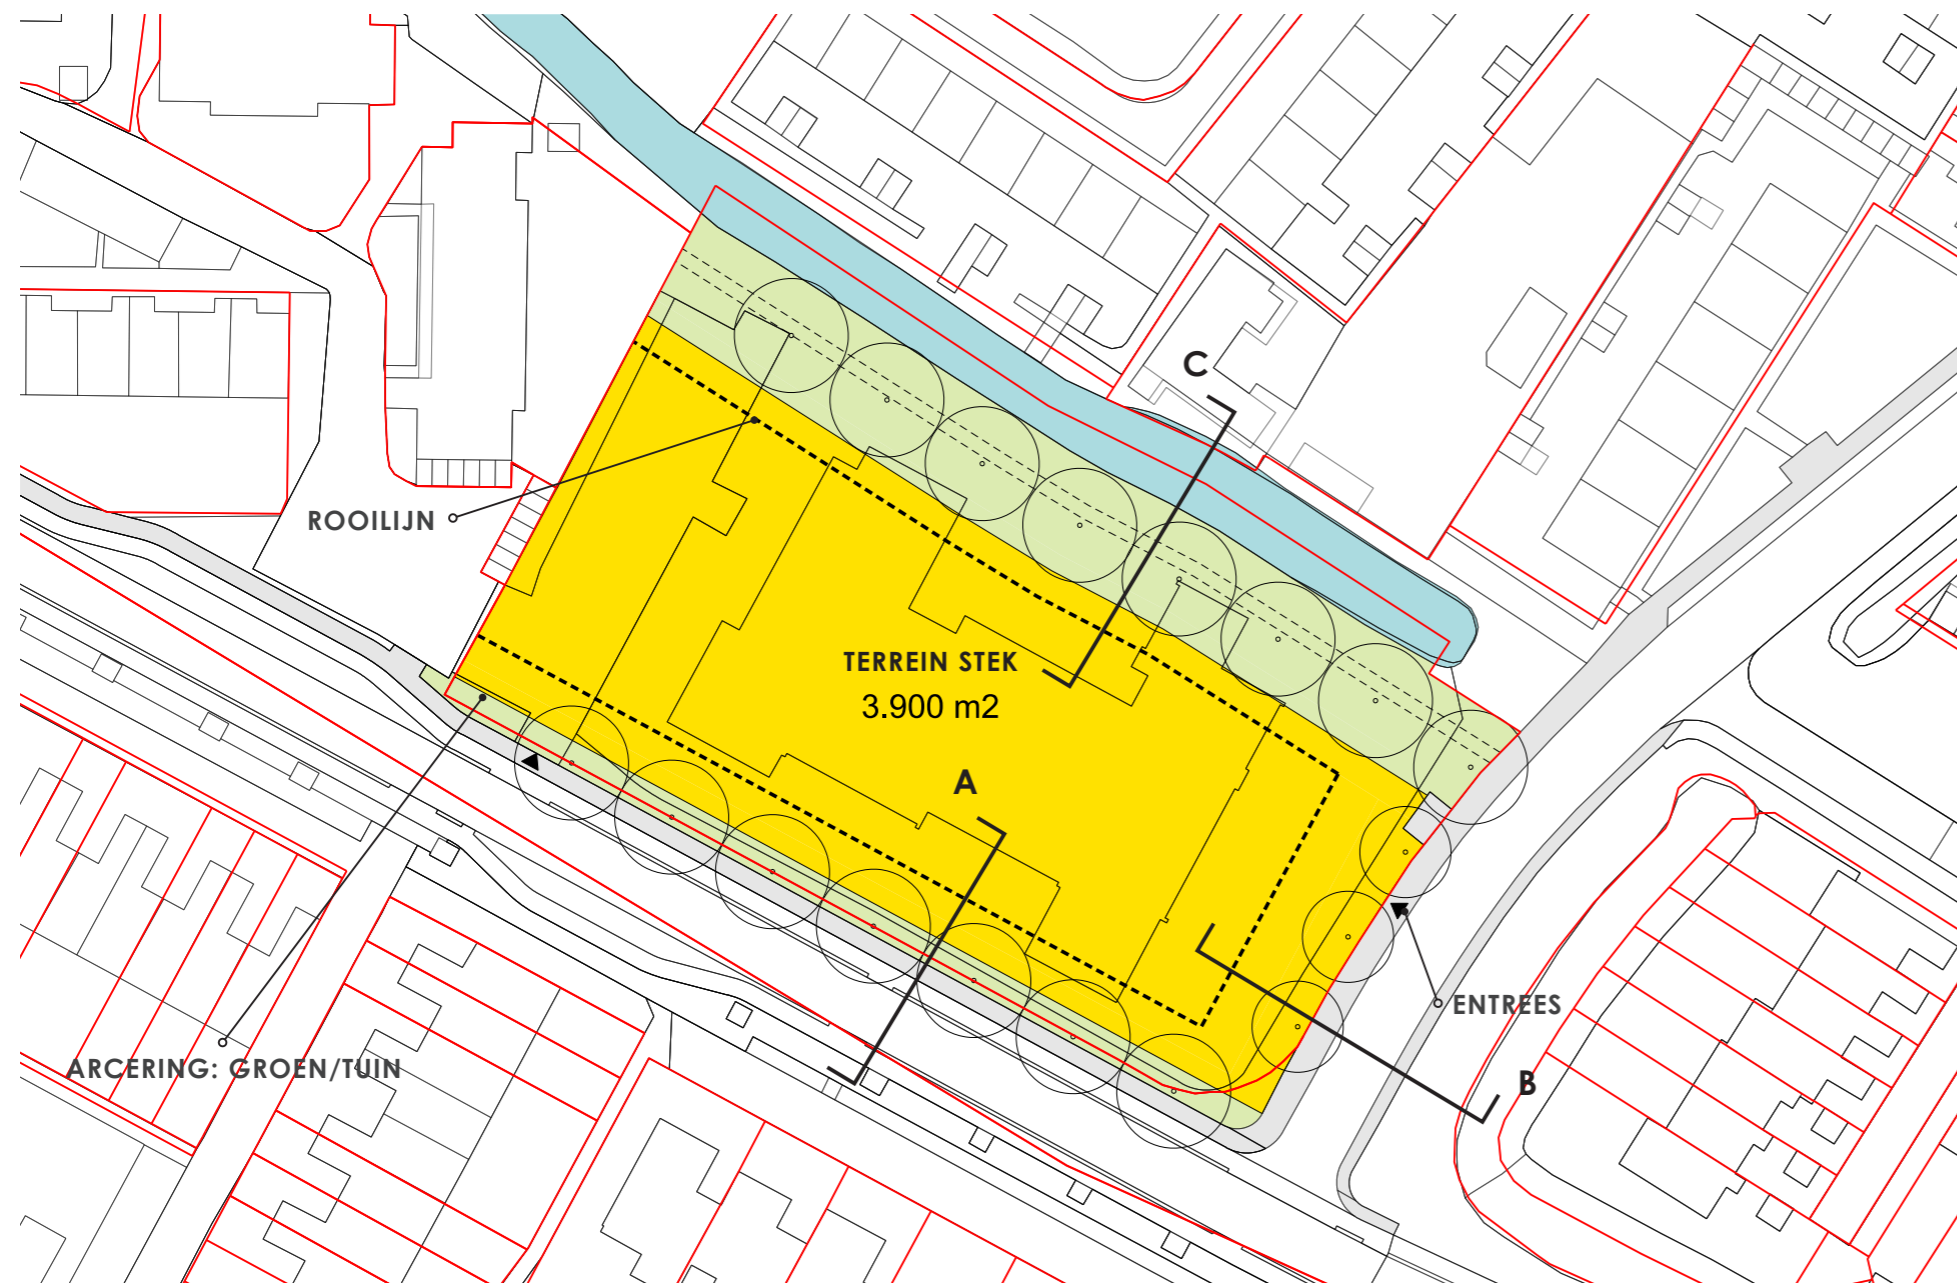 C
ROOILIJN
TERREIN STEK
3.900 m2
A
ENTREES
ARCERING: GROEN/TUIN
B